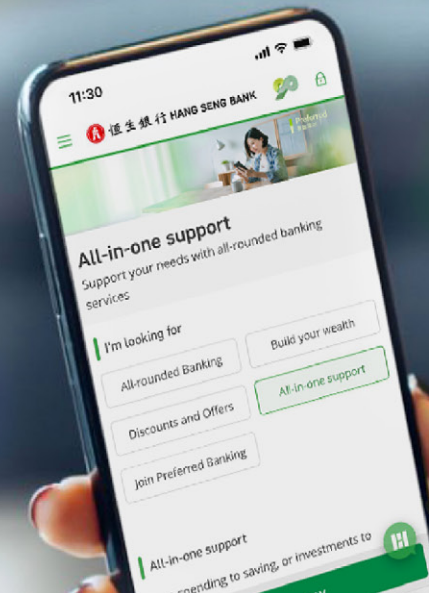 11:30
恒生銀行 HANG SENG BANK
Preferred
All-in-one support
Support your needs with all-rounded banking
services
I'm looking for
All-rounded Banking
Build your wealth
Discounts and Offers
All-in-one support
Join Preferred Banking
All-in-one support
spending to saving, or investments to